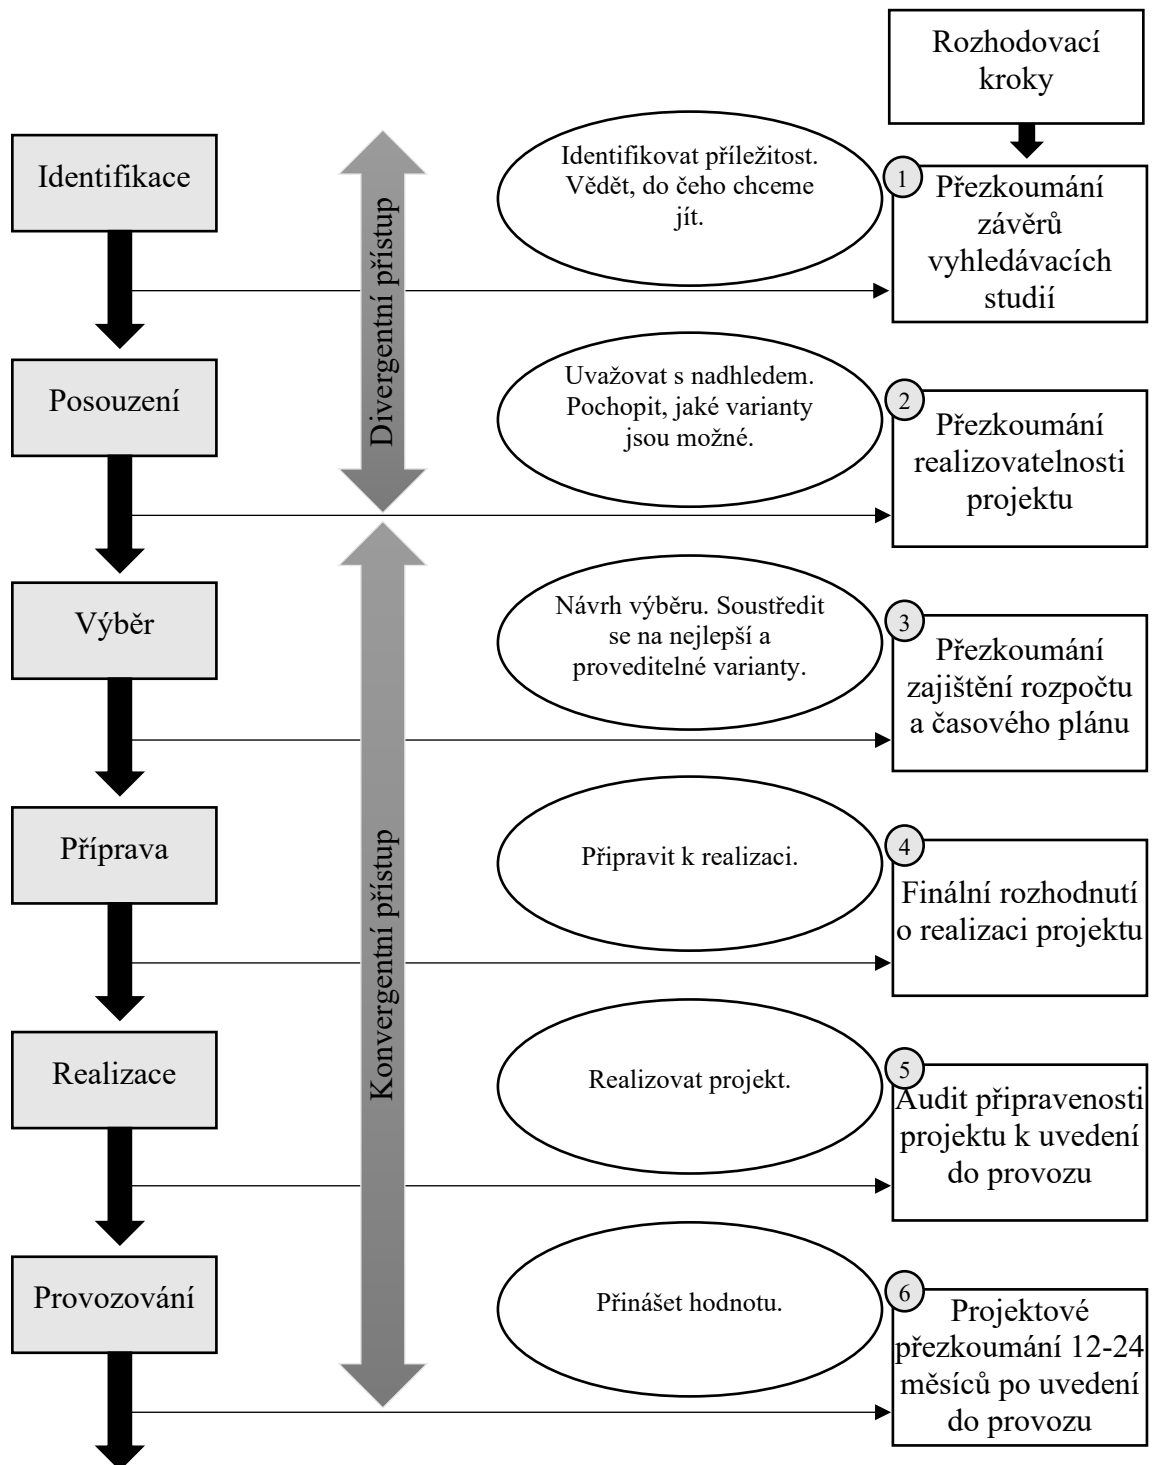 Rozhodovací
kroky
Identifikace
Identifikovat příležitost.
Vědět, do čeho chceme
jít.
1
Přezkoumání
závěrů
vyhledávacích
studií
Divergentní přístup
Posouzení
Uvažovat s nadhledem.
Pochopit, jaké varianty
jsou možné.
2
Přezkoumání
realizovatelnosti
projektu
Výběr
Návrh výběru. Soustředit
se na nejlepší a
proveditelné varianty.
3
Přezkoumání
zajištění rozpočtu
a časového plánu
Konvergentní přístup
Příprava
Připravit k realizaci.
4
Finální rozhodnutí
o realizaci projektu
Realizace
Realizovat projekt.
5
Audit připravenosti
projektu k uvedení
do provozu
Provozování
Přinášet hodnotu.
6
Projektové
přezkoumání 12-24
měsíců po uvedení
do provozu